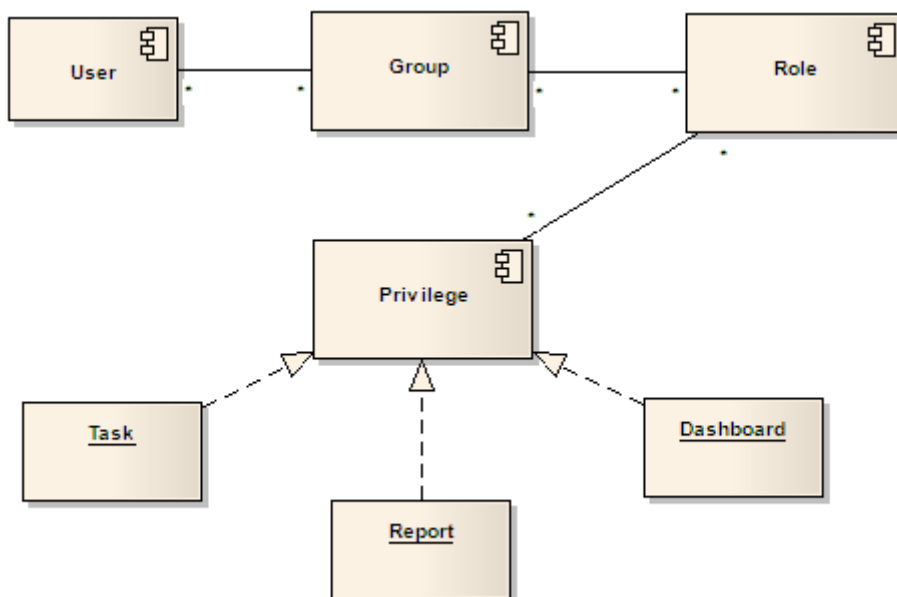 User
Group
Role
*
*
*
*
*
*
Privilege
Task
Dashboard
Report